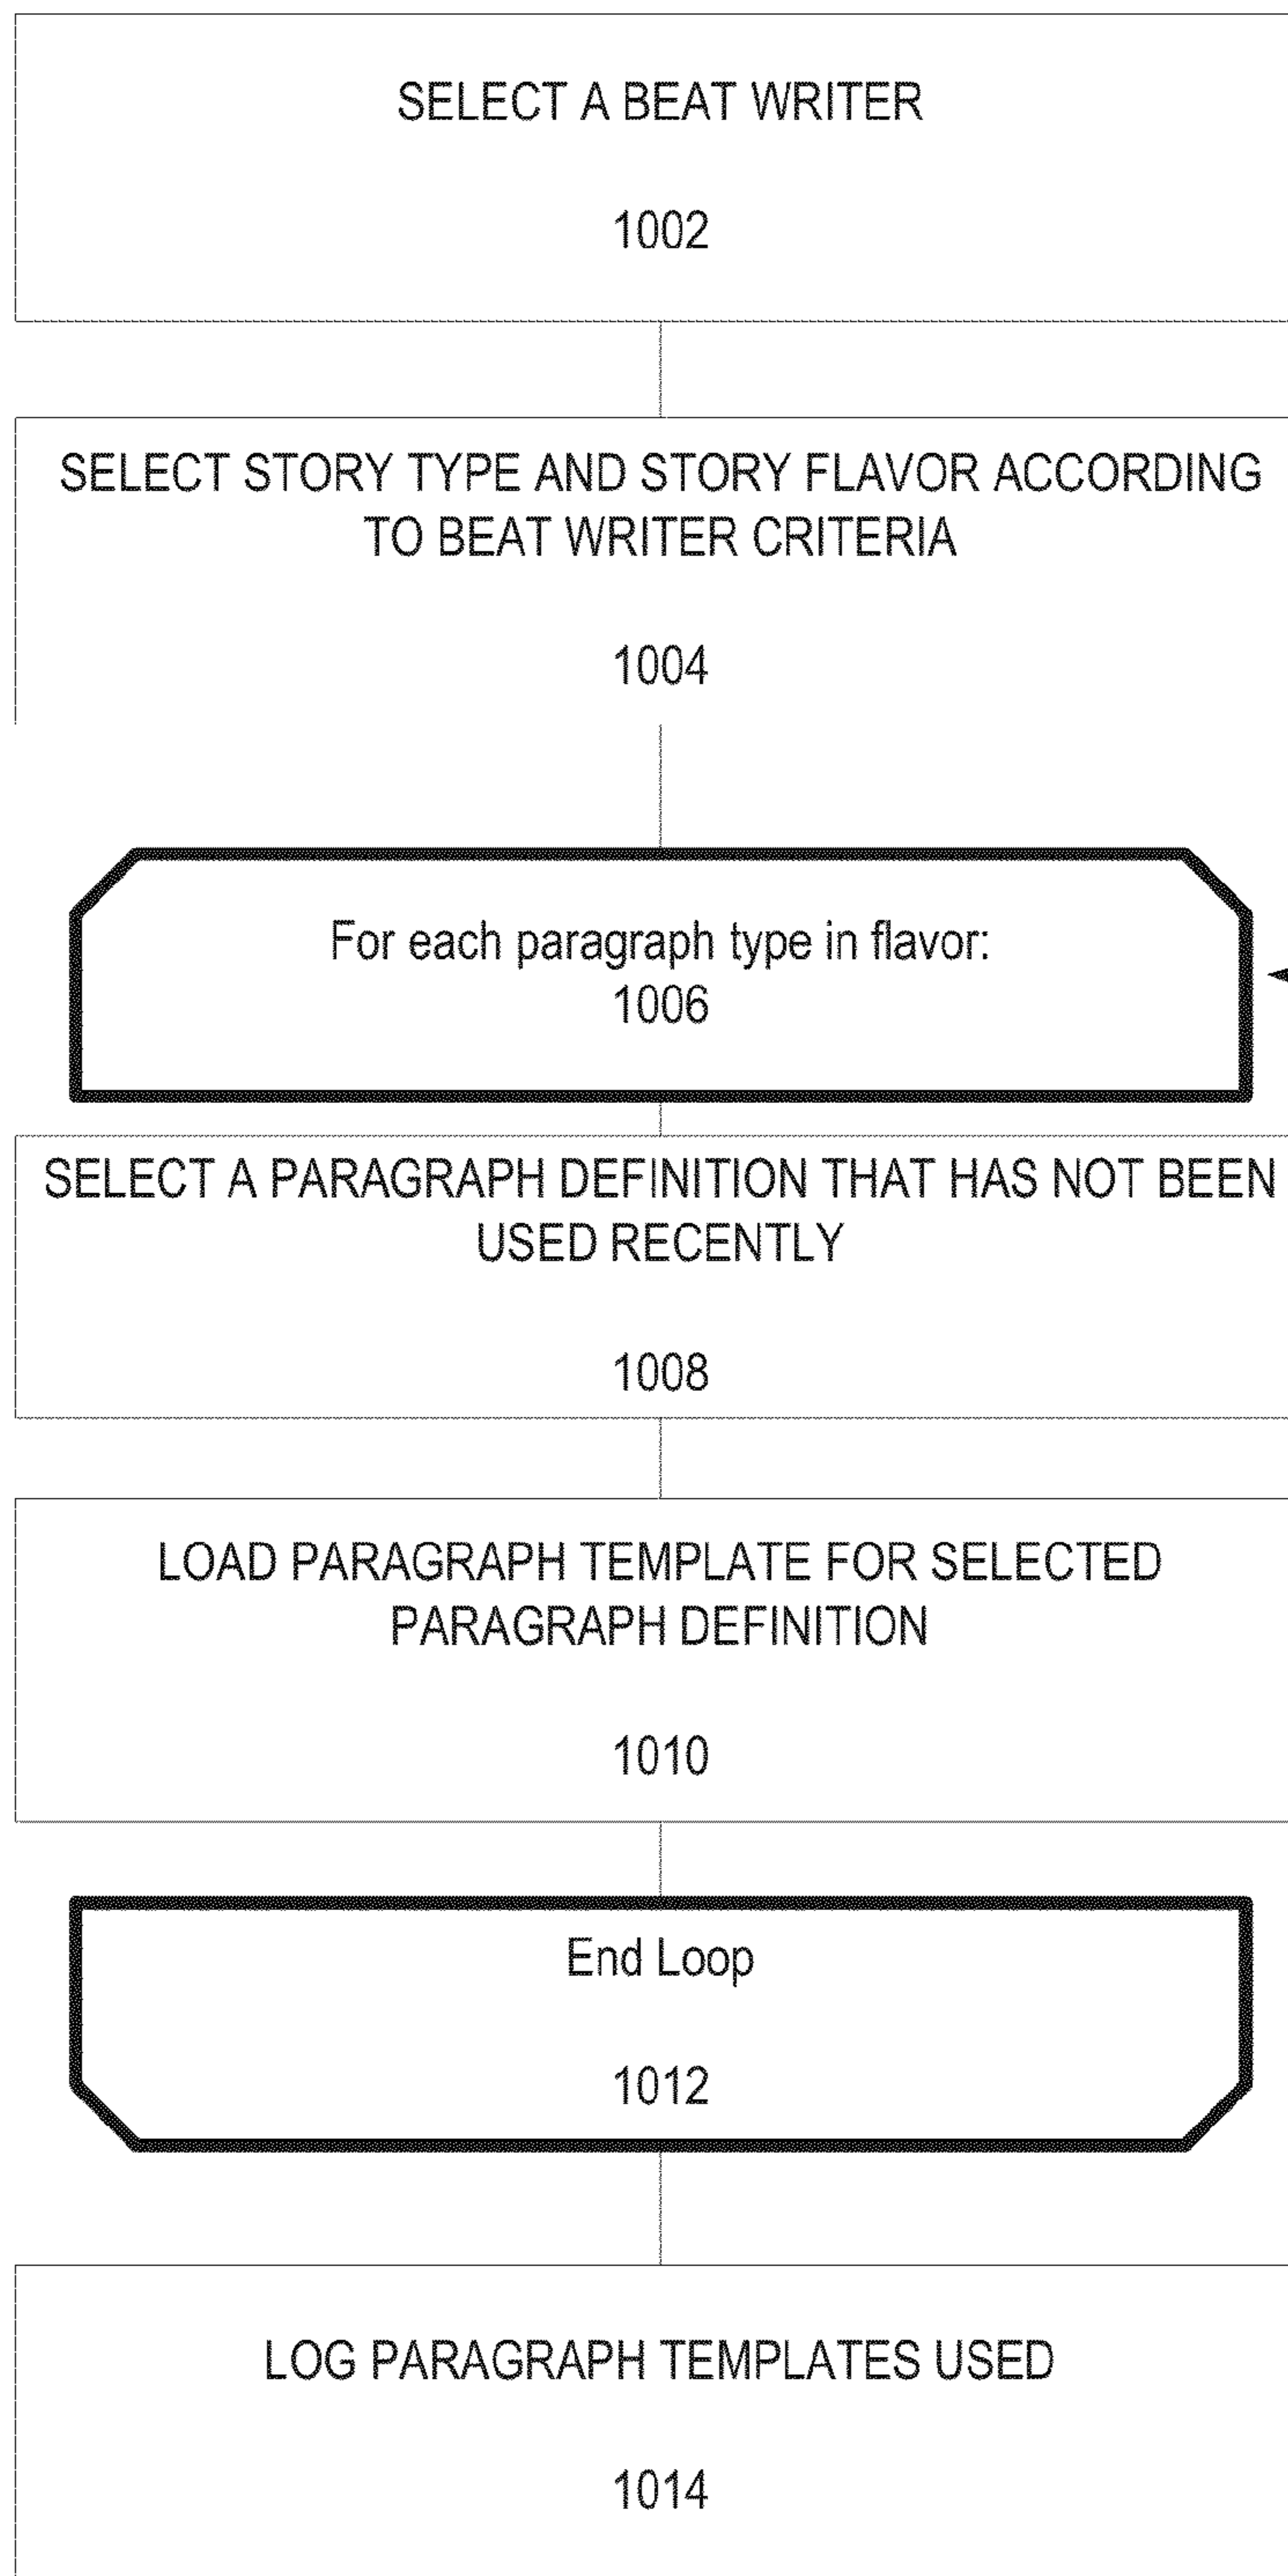 SELECT A BEAT WRITER
1002
SELECT STORY TYPE AND STORY FLAVOR ACCORDING
TO BEAT WRITER CRITERIA
1004
For each paragraph type in flavor:
1006
SELECT A PARAGRAPH DEFINITION THAT HAS NOT BEEN
USED RECENTLY
1008
LOAD PARAGRAPH TEMPLATE FOR SELECTED
PARAGRAPH DEFINITION
1010
End Loop
1012
LOG PARAGRAPH TEMPLATES USED
1014